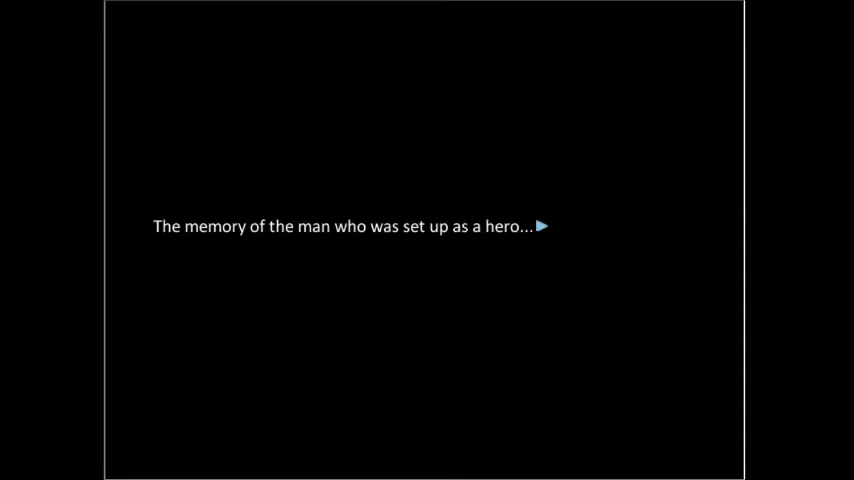 The memory of the man who was set up as a hero...